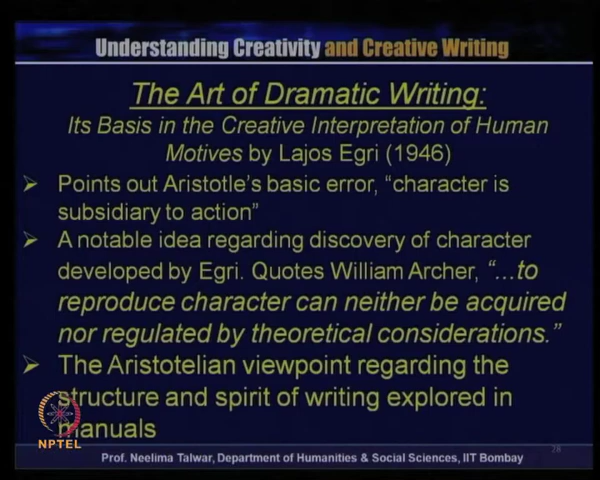 Understanding Creativity and Creative Writing
The Art of Dramatic Writing:
Its Basis in the Creative Interpretation of Human
Motives by Lajos Egri (1946)
➢ Points out Aristotle's basic error, “character is
subsidiary to action”
➢ A notable idea regarding discovery of character
developed by Egri. Quotes William Archer, “…to
reproduce character can neither be acquired
nor regulated by theoretical considerations.”
➢ The Aristotelian viewpoint regarding the
structure and spirit of writing explored in
manuals
NPTEL
28
Prof. Neelima Talwar, Department of Humanities & Social Sciences, IIT Bombay